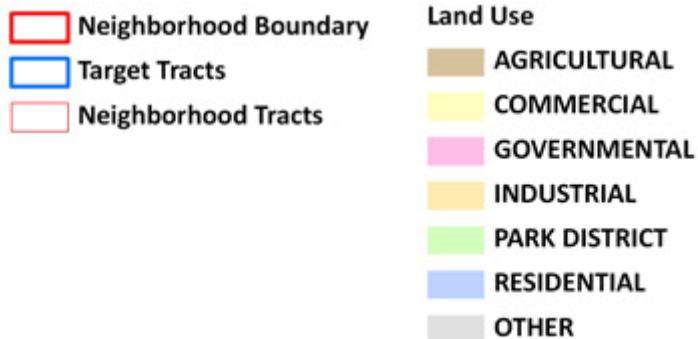 Neighborhood Boundary
Target Tracts
Neighborhood Tracts
Land Use
AGRICULTURAL
COMMERCIAL
GOVERNMENTAL
INDUSTRIAL
PARK DISTRICT
RESIDENTIAL
OTHER